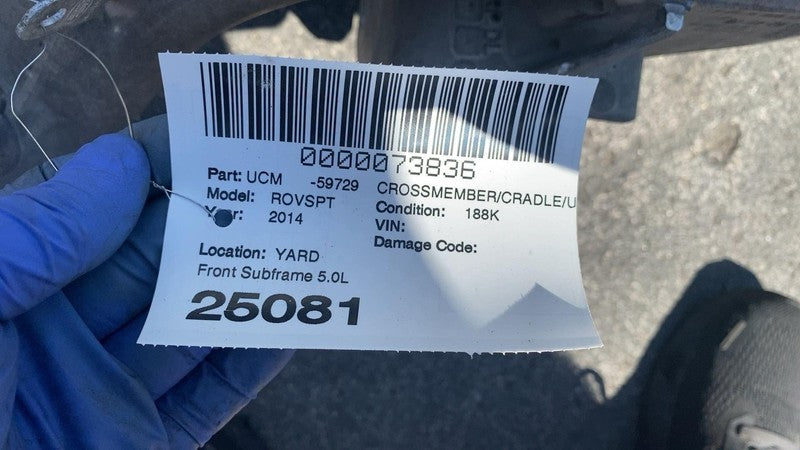 0000073836
Part: UCM -59729 CROSSMEMBER/CRADLE/U
Model: ROVSPT Condition: 188K
Year: 2014 VIN:
Damage Code:
Location: YARD
Front Subframe 5.0L
25081